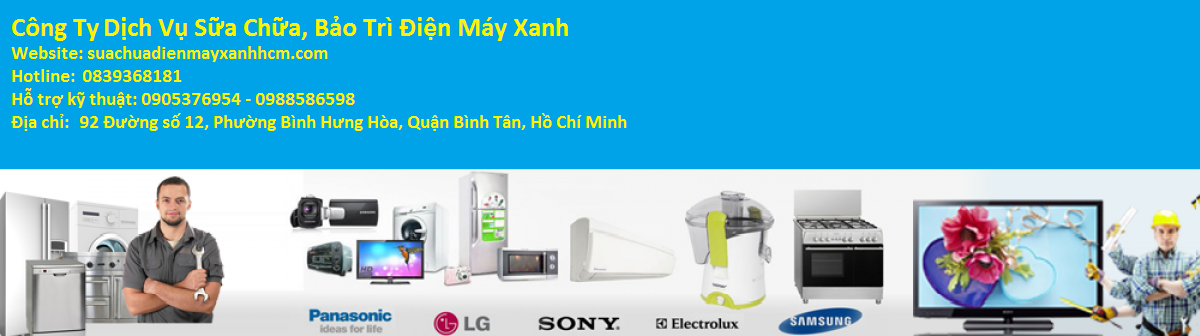 Công Ty Dịch Vụ Sữa Chữa, Bảo Trì Điện Máy Xanh
Website: suachuadienmayxanhhcm.com
Hotline: 0839368181
Hỗ trợ kỹ thuật: 0905376954 - 0988586598
Địa chỉ: 92 Đường số 12, Phường Bình Hưng Hòa, Quận Bình Tân, Hồ Chí Minh
HD
Panasonic
ideas for life
LG
SONY.
Electrolux
SAMSUNG